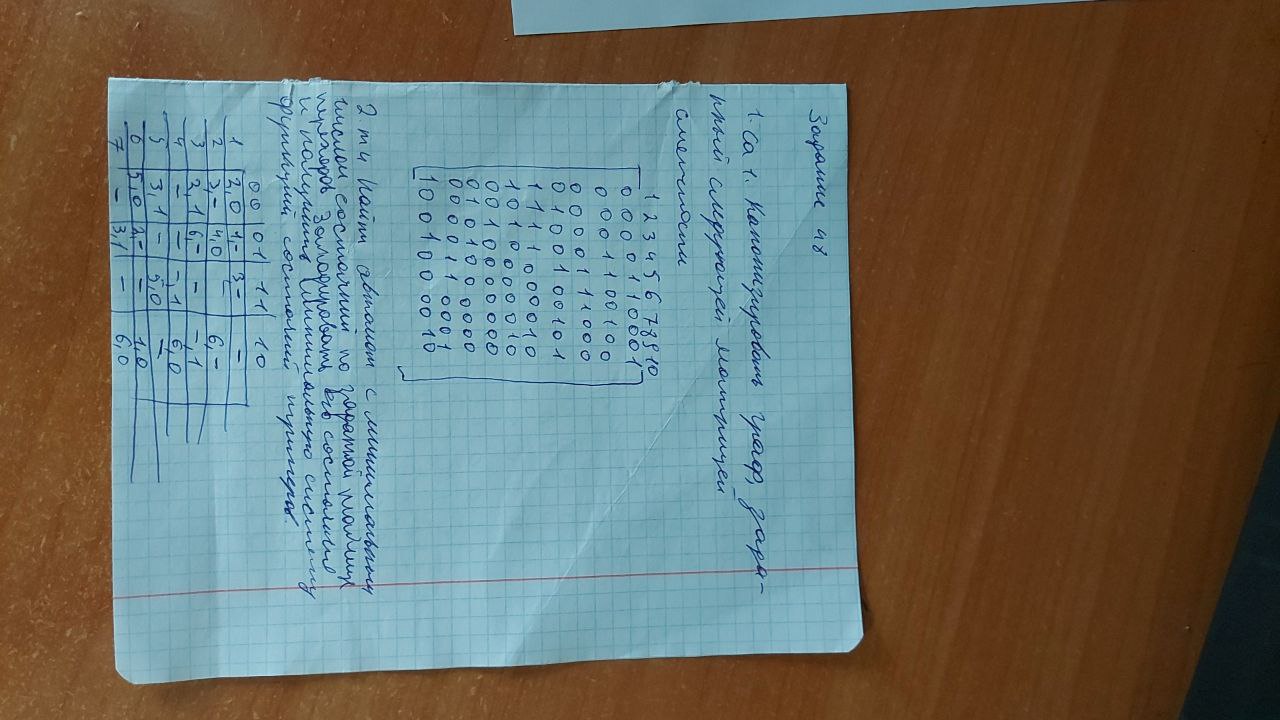 Задание 48
1. Са 1. Канонизировать граф, зада-
нный следующей матрицей
смежности
1 2 3 4 5 6 7 8 9 10
0 0 0 0 1 1 0 0 0 1
0 0 0 1 1 0 0 1 0 0
0 0 0 0 1 1 1 0 0 0
0 1 0 0 1 0 0 1 0 1
1 1 1 1 0 0 0 0 1 0
1 0 1 0 0 0 0 0 1 0
0 0 1 0 0 0 0 0 0 0
0 1 0 1 0 0 0 0 0 0
0 0 0 0 1 1 0 0 0 1
1 0 0 1 0 0 0 0 1 0
2. т4 Найти автомат с минимальным
числом состояний по заданной таблице
переходов. Закодировать его состояния
и получить минимальную систему
функций состояний триггеров.
00 01 11 10
1 2,0 1,- 3,- -
2 3,- 4,0 - 6,-
3 2,1 6,- - -,1
4 - - -,1 6,0
5 3,1 - 5,0 -
6 5,0 2,- - 1,0
7 - 3,1 - 6,0